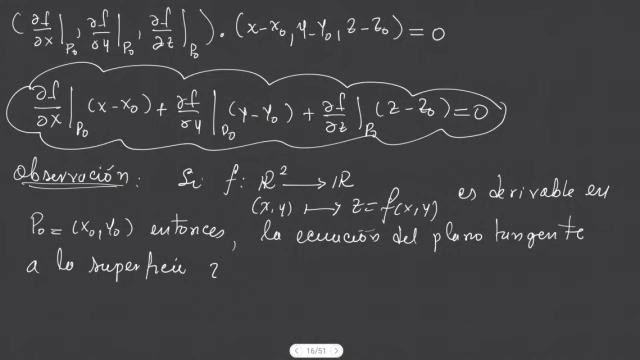 (∂f/∂x|P₀, ∂f/∂y|P₀, ∂f/∂z|P₀) · (x-x₀, y-y₀, z-z₀) = 0
∂f/∂x|P₀ (x-x₀) + ∂f/∂y|P₀ (y-y₀) + ∂f/∂z|P₀ (z-z₀) = 0
Observación: Si f: ℝ² → ℝ
(x,y) ↦ z=f(x,y) es derivable en
P₀ = (x₀,y₀) entonces, la ecuación del plano tangente
a la superficie z
16/51